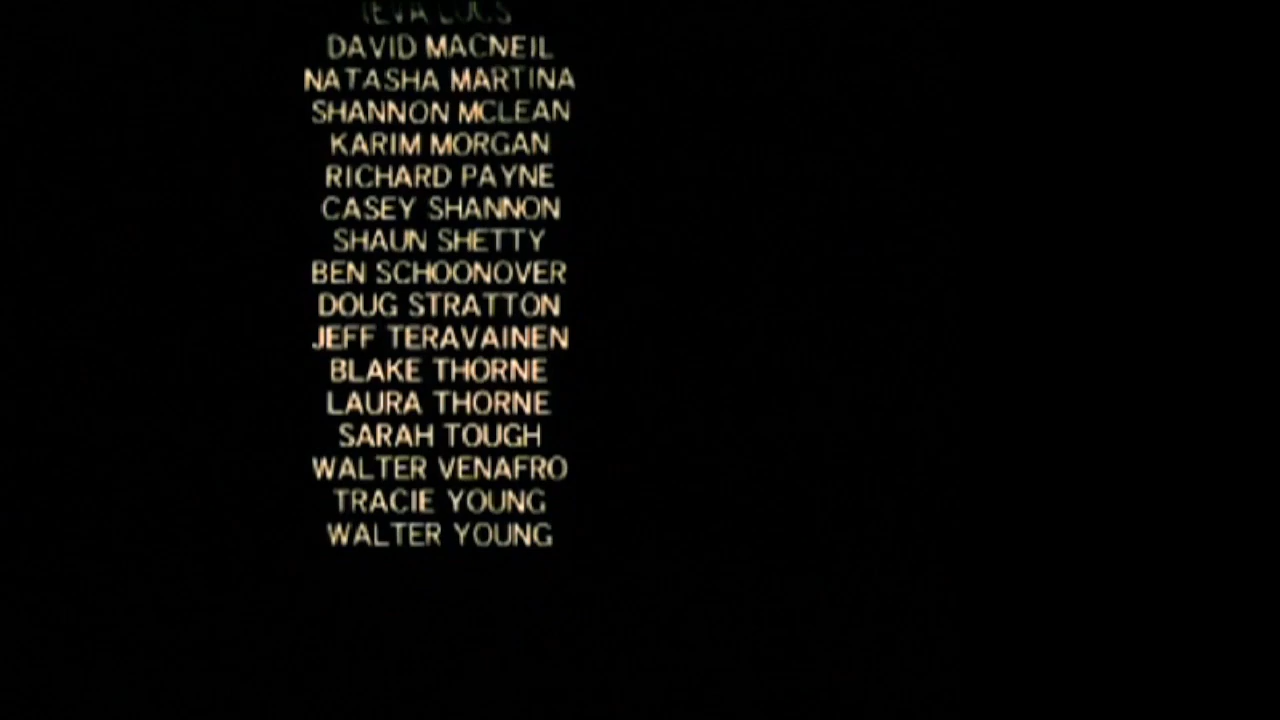 DAVID MACNEIL
NATASHA MARTINA
SHANNON MCLEAN
KARIM MORGAN
RICHARD PAYNE
CASEY SHANNON
SHAUN SHETTY
BEN SCHOONOVER
DOUG STRATTON
JEFF TERAVAINEN
BLAKE THORNE
LAURA THORNE
SARAH TOUGH
WALTER VENAFRO
TRACIE YOUNG
WALTER YOUNG